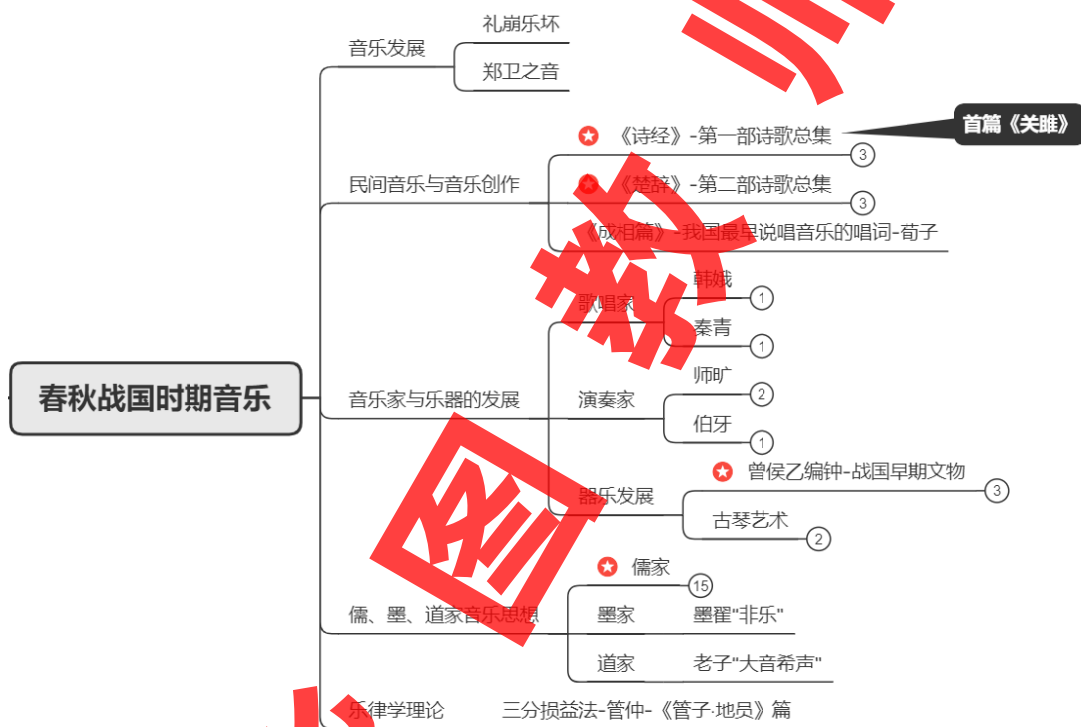 礼崩乐坏
音乐发展
郑卫之音
首篇《关雎》
《诗经》-第一部诗歌总集
3
民间音乐与音乐创作
《楚辞》-第二部诗歌总集
3
《成相篇》-我国最早说唱音乐的唱词-荀子
韩娥
1
歌唱家
秦青
1
春秋战国时期音乐
音乐家与乐器的发展
师旷
2
演奏家
伯牙
1
曾侯乙编钟-战国早期文物
3
器乐发展
古琴艺术
2
儒家
15
儒、墨、道家音乐思想
墨家
墨翟"非乐"
道家
老子"大音希声"
乐律学理论
三分损益法-管仲-《管子·地员》篇
图
教